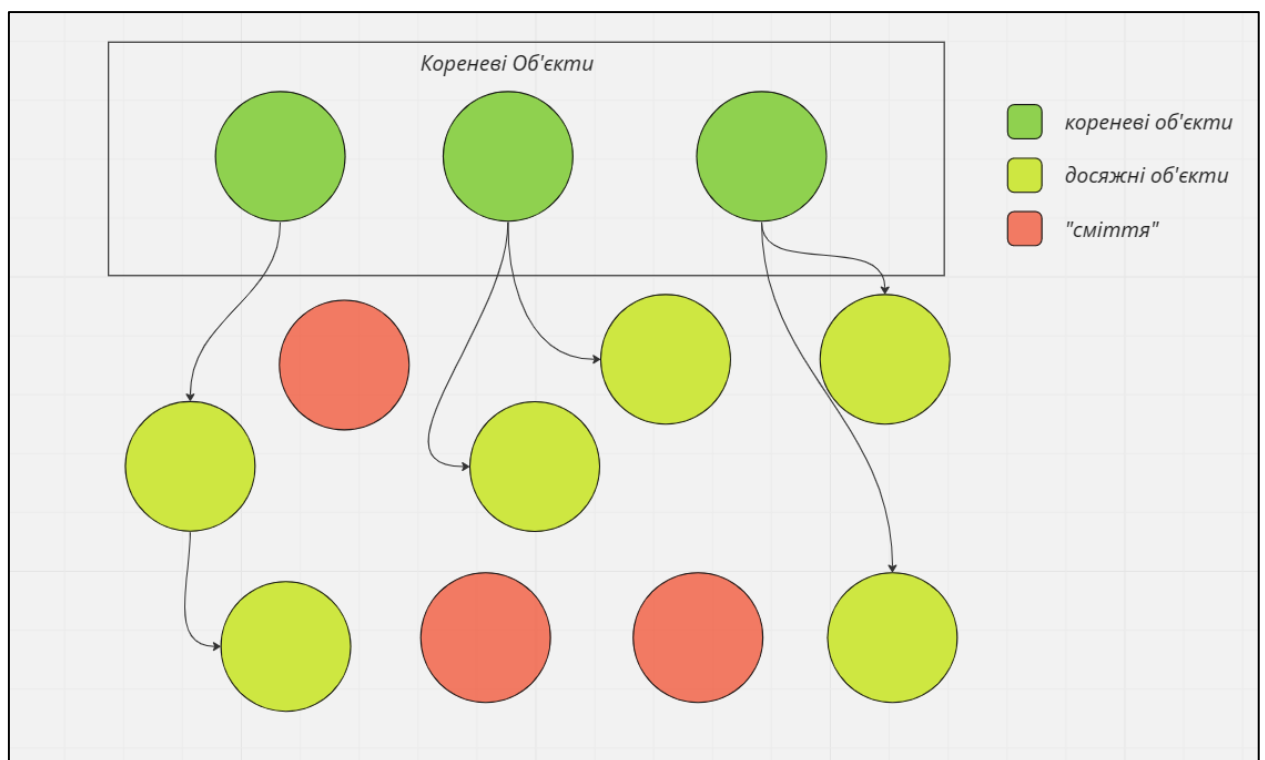 Кореневі Об'єкти
кореневі об'єкти
досяжні об'єкти
"сміття"